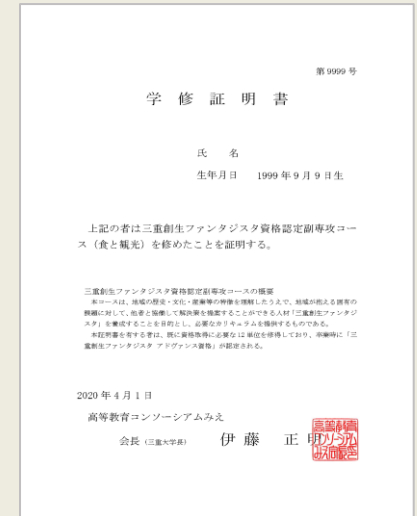 第 9999 号
学 修 証 明 書
氏 名
生年月日 1999 年 9 月 9 日生
上記の者は三重創生ファンタジスタ資格認定副専攻コー
ス（食と観光）を修めたことを証明する。
三重創生ファンタジスタ資格認定副専攻コースの概要
本コースは、地域の歴史・文化・産業等の特徴を理解したうえで、地域が抱える固有の
課題に対して、他者と協働して解決策を提案することができる人材「三重創生ファンタジ
スタ」を養成することを目的とし、必要なカリキュラムを提供するものである。
本証明書を有する者は、既に資格取得に必要な 12 単位を修得しており、卒業時に「三
重創生ファンタジスタ アドヴァンス資格」が認定される。
2020 年 4 月 1 日
高等教育コンソーシアムみえ
会長（三重大学長） 伊 藤 正 明